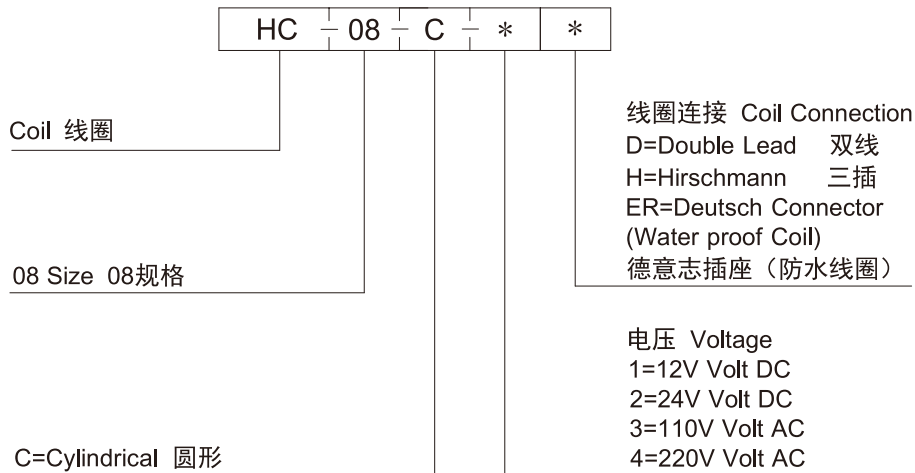 HC - 08 - C - * *
Coil 线圈
08 Size 08规格
C=Cylindrical 圆形
线圈连接 Coil Connection
D=Double Lead 双线
H=Hirschmann 三插
ER=Deutsch Connector
(Water proof Coil)
德意志插座（防水线圈）
电压 Voltage
1=12V Volt DC
2=24V Volt DC
3=110V Volt AC
4=220V Volt AC